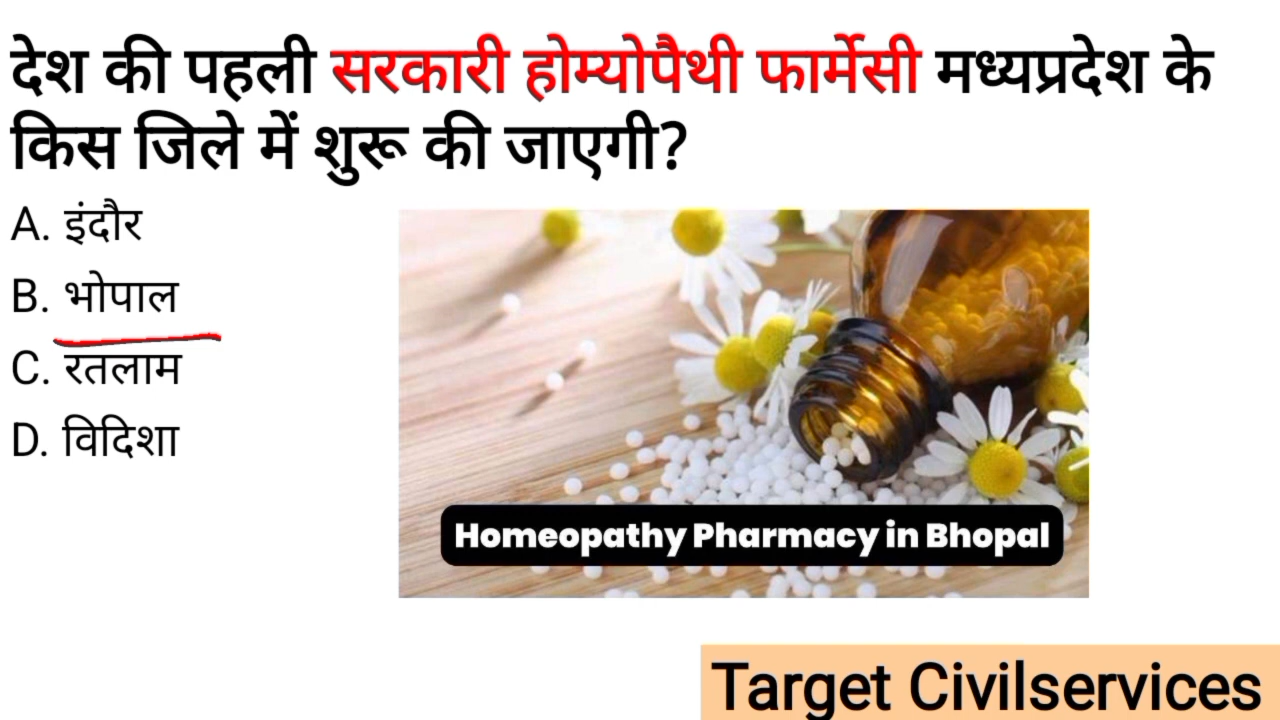 देश की पहली सरकारी होम्योपैथी फार्मेसी मध्यप्रदेश के
किस जिले में शुरू की जाएगी?
A. इंदौर
B. भोपाल
C. रतलाम
D. विदिशा
Homeopathy Pharmacy in Bhopal
Target Civilservices